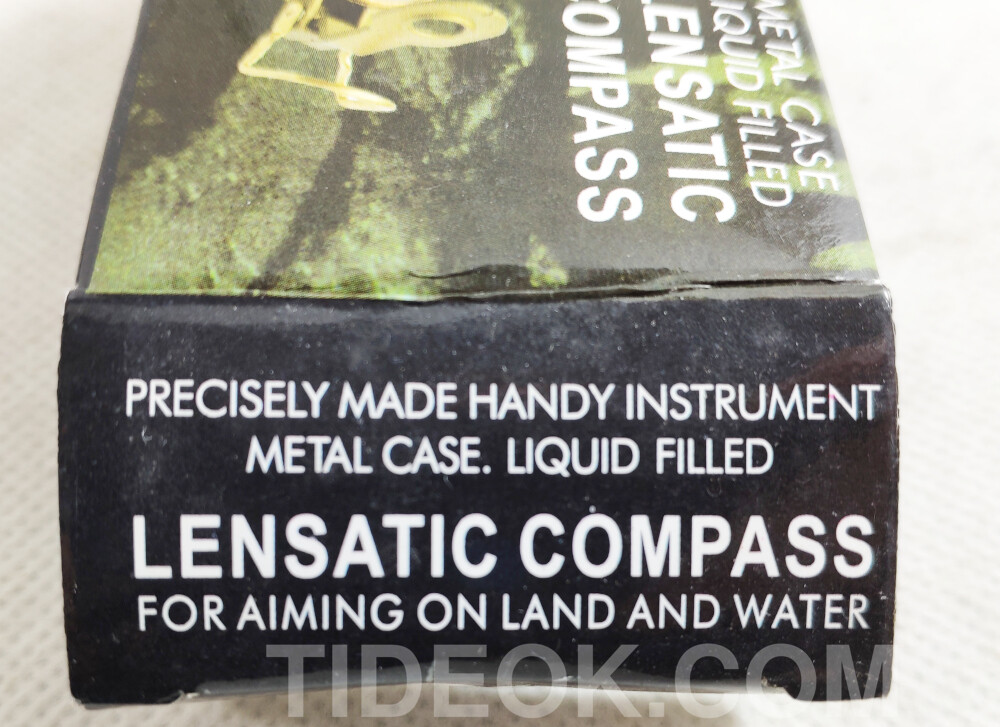 METAL CASE
LIQUID FILLED
LENSATIC
COMPASS
PRECISELY MADE HANDY INSTRUMENT
METAL CASE. LIQUID FILLED
LENSATIC COMPASS
FOR AIMING ON LAND AND WATER
TIDEOK.COM